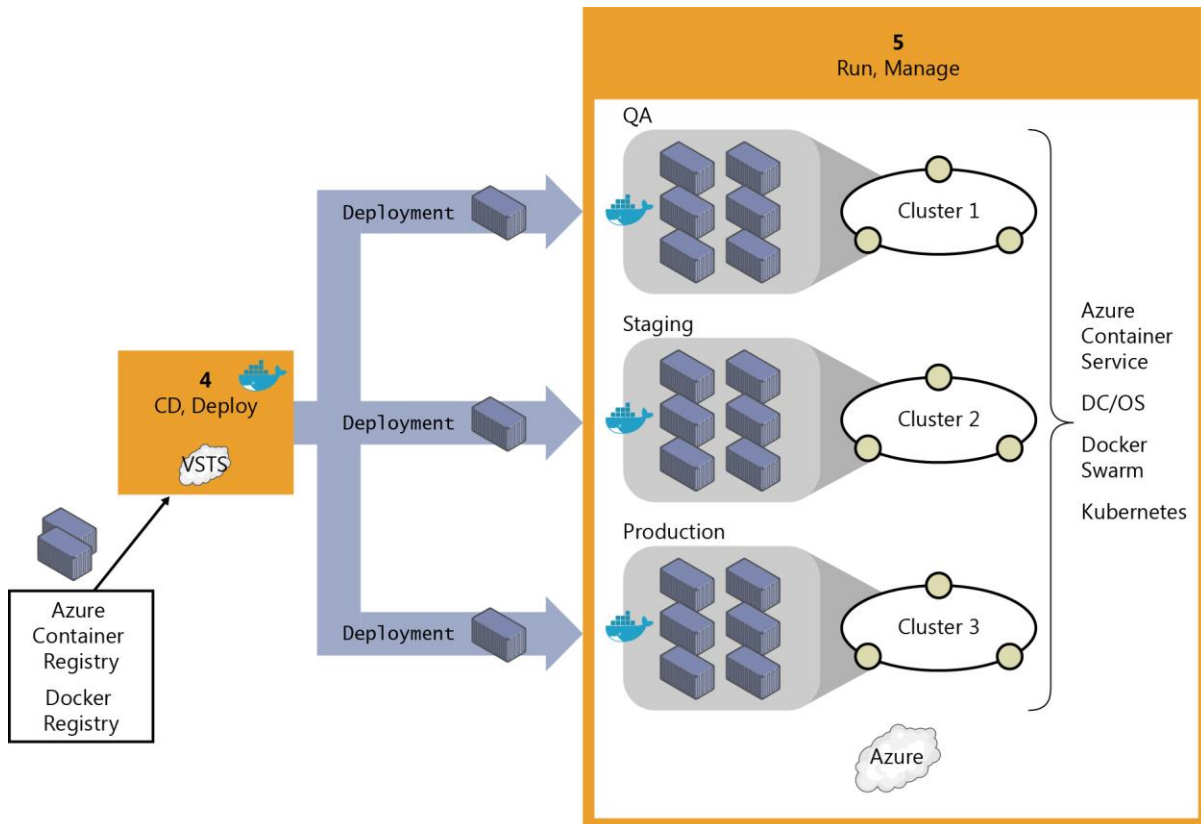 5
Run, Manage
QA
Deployment
Cluster 1
Staging
4
CD, Deploy
VSTS
Deployment
Cluster 2
Azure
Container
Service
DC/OS
Docker
Swarm
Kubernetes
Production
Azure
Container
Registry
Docker
Registry
Deployment
Cluster 3
Azure